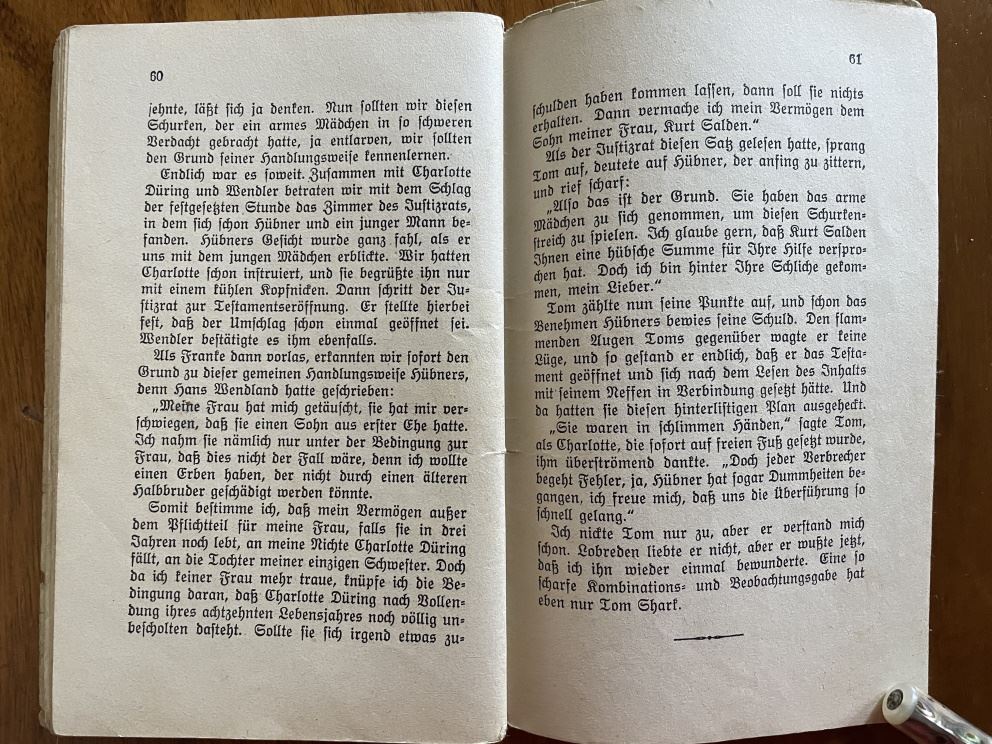 60
sehnte, läßt sich ja denken. Nun sollten wir diesen
Schurken, der ein armes Mädchen in so schweren
Verdacht gebracht hatte, ja entlarven, wir sollten
den Grund seiner Handlungsweise kennenlernen.
Endlich war es soweit. Zusammen mit Charlotte
Düring und Wendler betraten wir mit dem Schlag
der festgesetzten Stunde das Zimmer des Justizrats,
in dem sich schon Hübner und ein junger Mann be-
fanden. Hübners Gesicht wurde ganz fahl, als er
uns mit dem jungen Mädchen erblickte. Wir hatten
Charlotte schon instruiert, und sie begrüßte ihn nur
mit einem kühlen Kopfnicken. Dann schritt der Ju-
stizrat zur Testamentseröffnung. Er stellte hierbei
fest, daß der Umschlag schon einmal geöffnet sei.
Wendler bestätigte es ihm ebenfalls.
Als Franke dann vorlas, erkannten wir sofort den
Grund zu dieser gemeinen Handlungsweise Hübners,
denn Hans Wendland hatte geschrieben:
„Meine Frau hat mich getäuscht, sie hat mir ver-
schwiegen, daß sie einen Sohn aus erster Ehe hatte.
Ich nahm sie nämlich nur unter der Bedingung zur
Frau, daß dies nicht der Fall wäre, denn ich wollte
einen Erben haben, der nicht durch einen älteren
Halbbruder geschädigt werden könnte.
Somit bestimme ich, daß mein Vermögen außer
dem Pflichtteil für meine Frau, falls sie in drei
Jahren noch lebt, an meine Nichte Charlotte Düring
fällt, an die Tochter meiner einzigen Schwester. Doch
da ich keiner Frau mehr traue, knüpfe ich die Be-
dingung daran, daß Charlotte Düring nach Vollen-
dung ihres achtzehnten Lebensjahres noch völlig un-
bescholten dasteht. Sollte sie sich irgend etwas zu-
61
schulden haben kommen lassen, dann soll sie nichts
erhalten. Dann vermache ich mein Vermögen dem
Sohn meiner Frau, Kurt Salden.“
Als der Justizrat diesen Satz gelesen hatte, sprang
Tom auf, deutete auf Hübner, der anfing zu zittern,
und rief scharf:
„Also das ist der Grund. Sie haben das arme
Mädchen zu sich genommen, um diesen Schurken-
streich zu spielen. Ich glaube gern, daß Kurt Salden
Ihnen eine hübsche Summe für Ihre Hilfe verspro-
chen hat. Doch ich bin hinter Ihre Schliche gekom-
men, mein Lieber.“
Tom zählte nun seine Punkte auf, und schon das
Benehmen Hübners bewies seine Schuld. Den flam-
menden Augen Toms gegenüber wagte er keine
Lüge, und so gestand er endlich, daß er das Testa-
ment geöffnet und sich nach dem Lesen des Inhalts
mit seinem Neffen in Verbindung gesetzt hätte. Und
da hatten sie diesen hinterlistigen Plan ausgeheckt.
„Sie waren in schlimmen Händen,“ sagte Tom,
als Charlotte, die sofort auf freien Fuß gesetzt wurde,
ihm überströmend dankte. „Doch jeder Verbrecher
begeht Fehler, ja, Hübner hat sogar Dummheiten be-
gangen, ich freue mich, daß uns die Überführung so
schnell gelang.“
Ich nickte Tom nur zu, aber er verstand mich
schon. Lobreden liebte er nicht, aber er wußte jetzt,
daß ich ihn wieder einmal bewunderte. Eine so
scharfe Kombinations- und Beobachtungsgabe hat
eben nur Tom Shark.